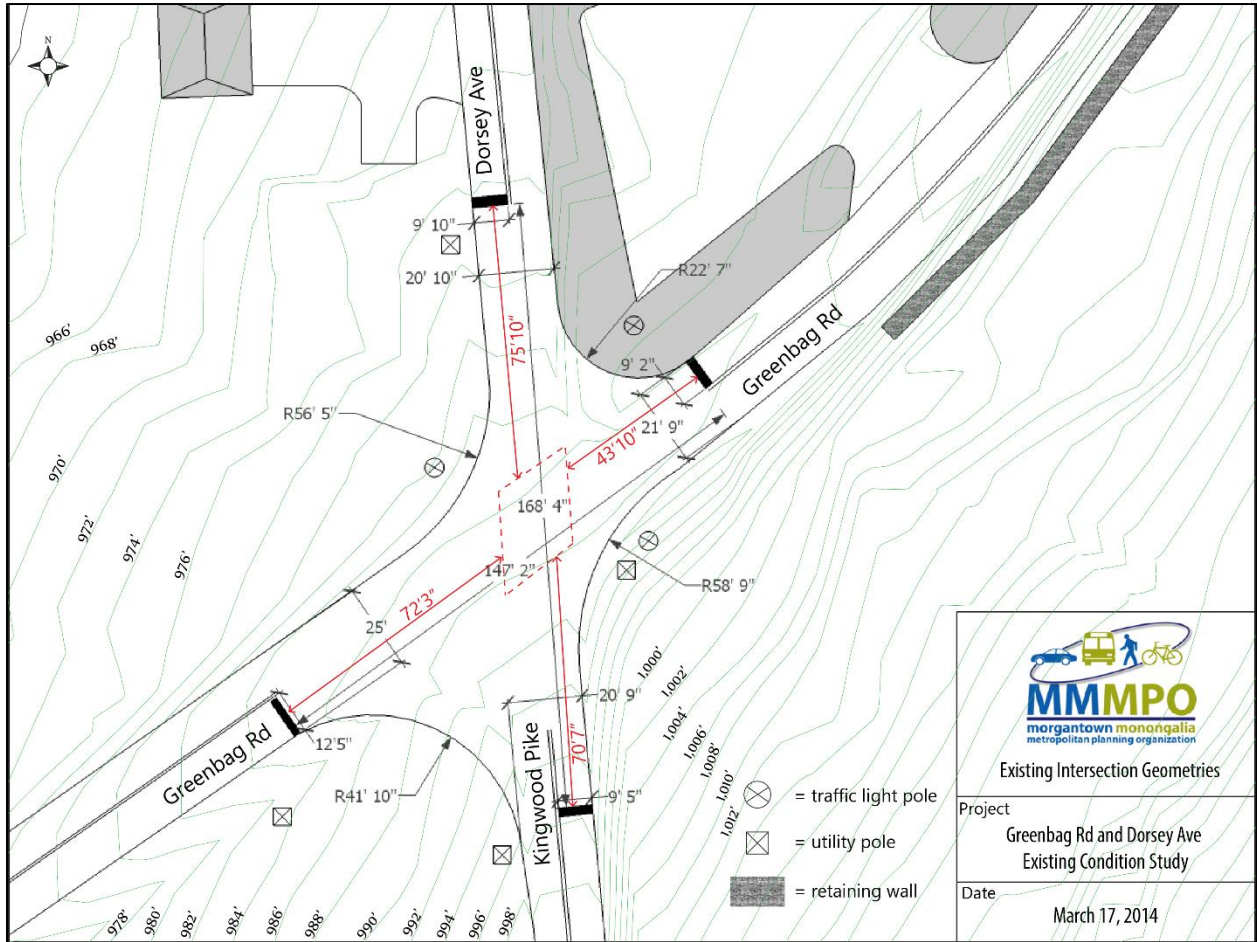 N
Dorsey Ave
9' 10"
20' 10"
R22' 7"
966'
968'
75'10"
9' 2"
Greenbag Rd
R56' 5"
21' 9"
43'10"
970'
972'
974'
976'
168' 4"
147' 2"
72'3"
R58' 9"
25'
1,000'
1,002'
1,004'
1,006'
1,008'
1,010'
1,012'
20' 9"
70'7"
12'5"
Greenbag Rd
R41' 10"
Kingwood Pike
9' 5"
978'
980'
982'
984'
986'
988'
990'
992'
994'
996'
998'
= traffic light pole
= utility pole
= retaining wall
MMMPO
morgantown monongalia
metropolitan planning organization
Existing Intersection Geometries
Project
Greenbag Rd and Dorsey Ave
Existing Condition Study
Date
March 17, 2014